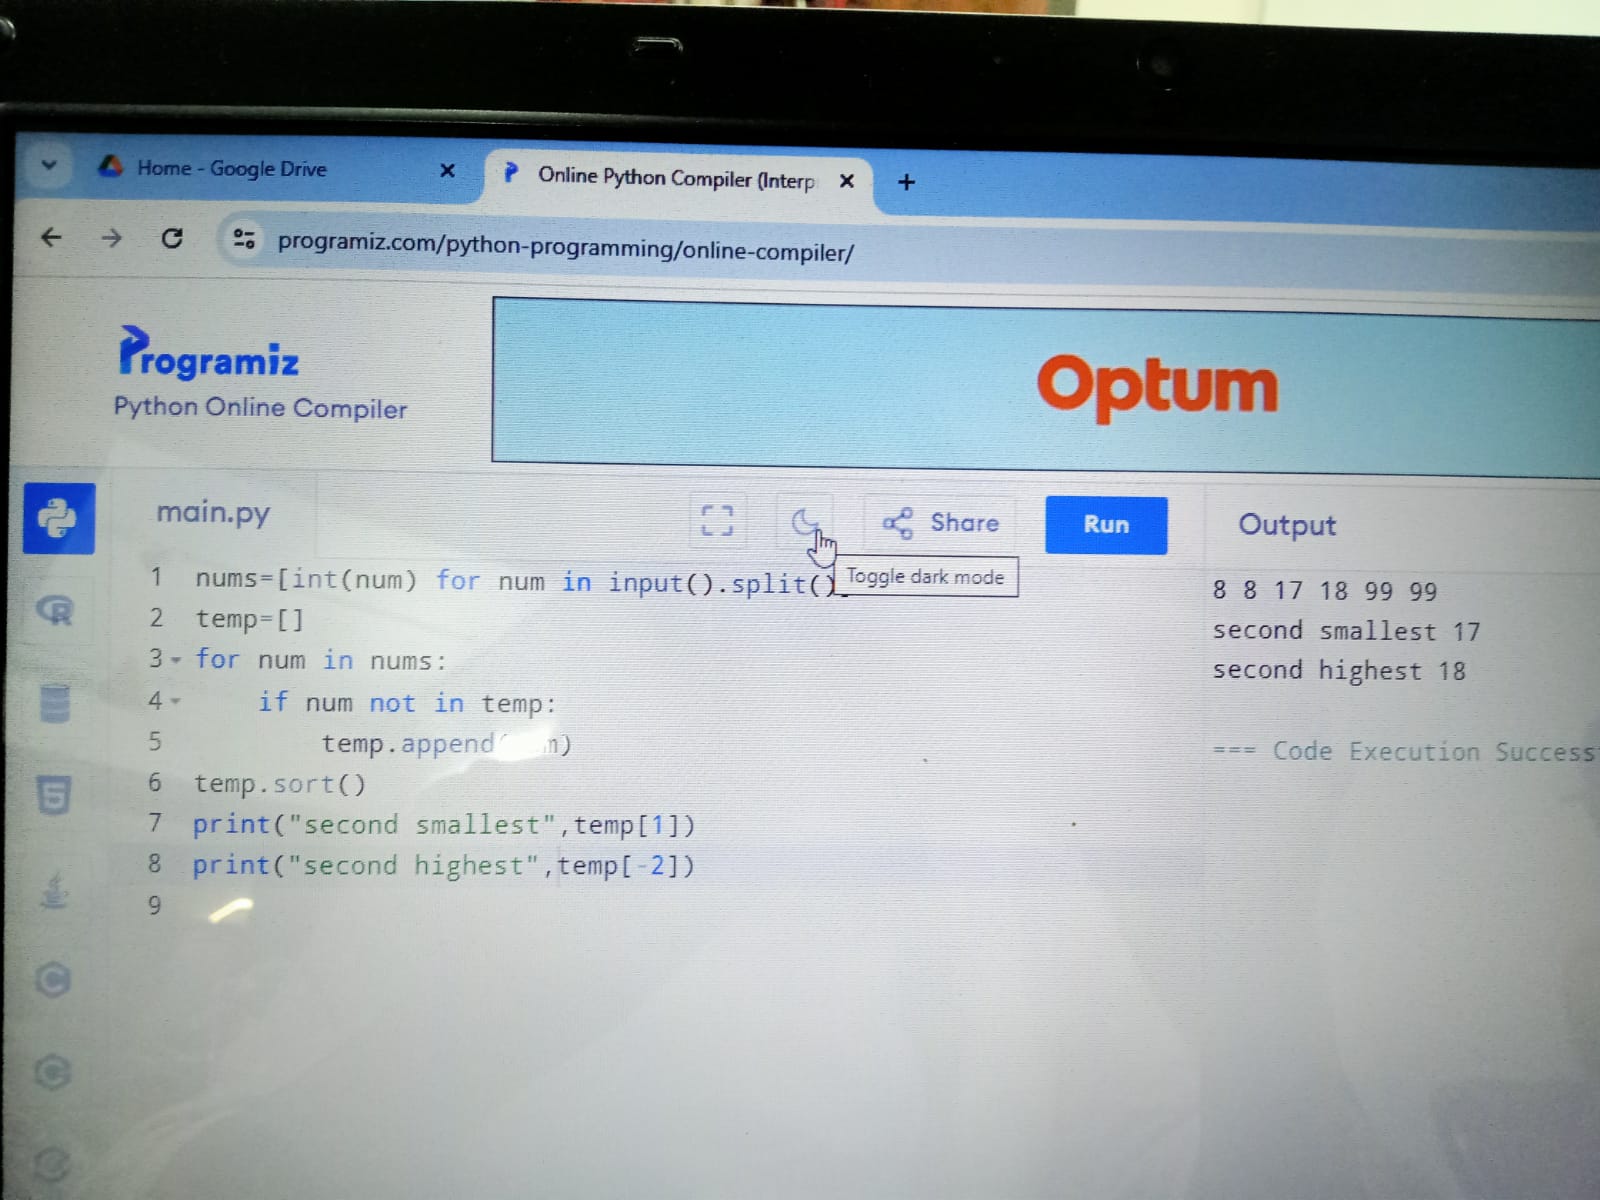 Home - Google Drive
Online Python Compiler (Interp
programiz.com/python-programming/online-compiler/
Programiz
Python Online Compiler
Optum
main.py
Share
Run
Output
Toggle dark mode
1 nums=[int(num) for num in input().split()
2 temp=[]
3 for num in nums:
4 if num not in temp:
5 temp.append
6 temp.sort()
7 print("second smallest",temp[1])
8 print("second highest",temp[-2])
9
8 8 17 18 99 99
second smallest 17
second highest 18
=== Code Execution Success